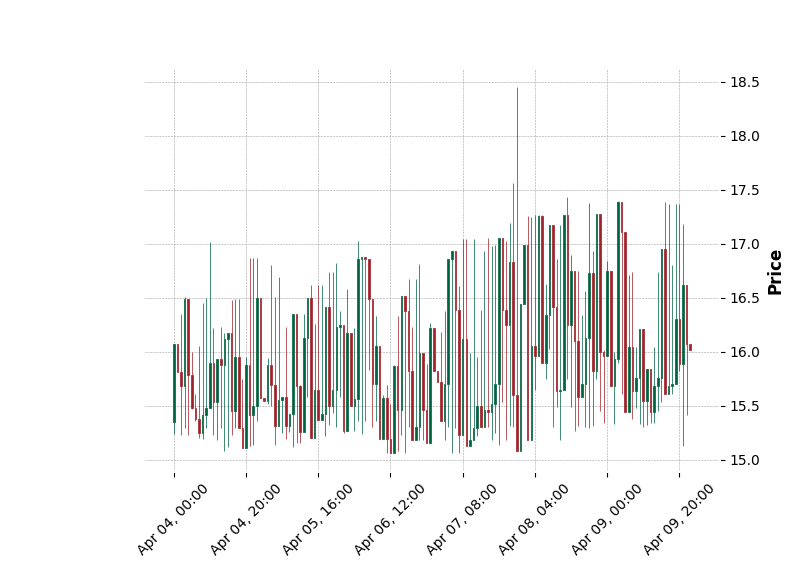 18.5
18.0
17.5
17.0
16.5
16.0
15.5
15.0
Price
Apr 04, 00:00
Apr 04, 20:00
Apr 05, 16:00
Apr 06, 12:00
Apr 07, 08:00
Apr 08, 04:00
Apr 09, 00:00
Apr 09, 20:00